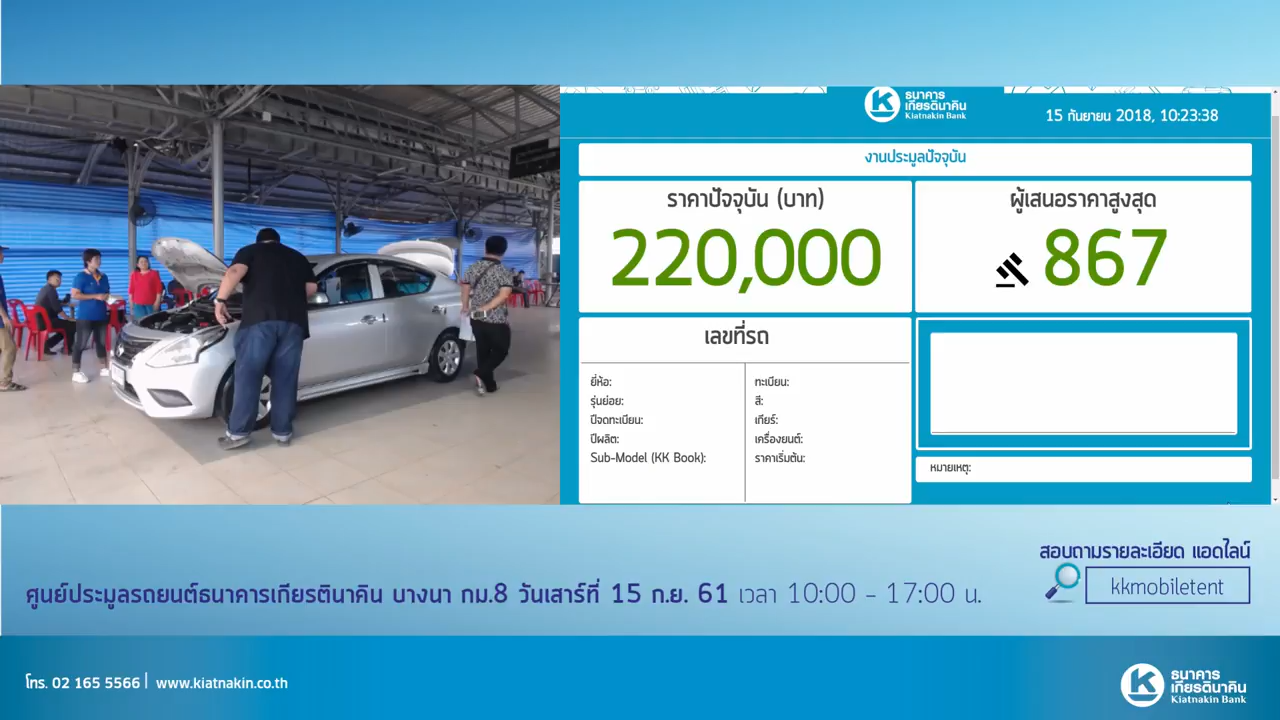 ธนาคาร
เกียรตินาคิน
Kiatnakin Bank
15 กันยายน 2018, 10:23:38
งานประมูลปัจจุบัน
ราคาปัจจุบัน (บาท)
220,000
ผู้เสนอราคาสูงสุด
867
เลขที่รถ
ยี่ห้อ:
รุ่นย่อย:
ปีจดทะเบียน:
ปีผลิต:
Sub-Model (KK Book):
ทะเบียน:
สี:
เกียร์:
เครื่องยนต์:
ราคาเริ่มต้น:
หมายเหตุ:
สอบถามรายละเอียด แอดไลน์
kkmobiletent
ศูนย์ประมูลรถยนต์ธนาคารเกียรตินาคิน บางนา กม.8 วันเสาร์ที่ 15 ก.ย. 61 เวลา 10:00 - 17:00 น.
โทร. 02 165 5566 | www.kiatnakin.co.th
ธนาคาร
เกียรตินาคิน
Kiatnakin Bank